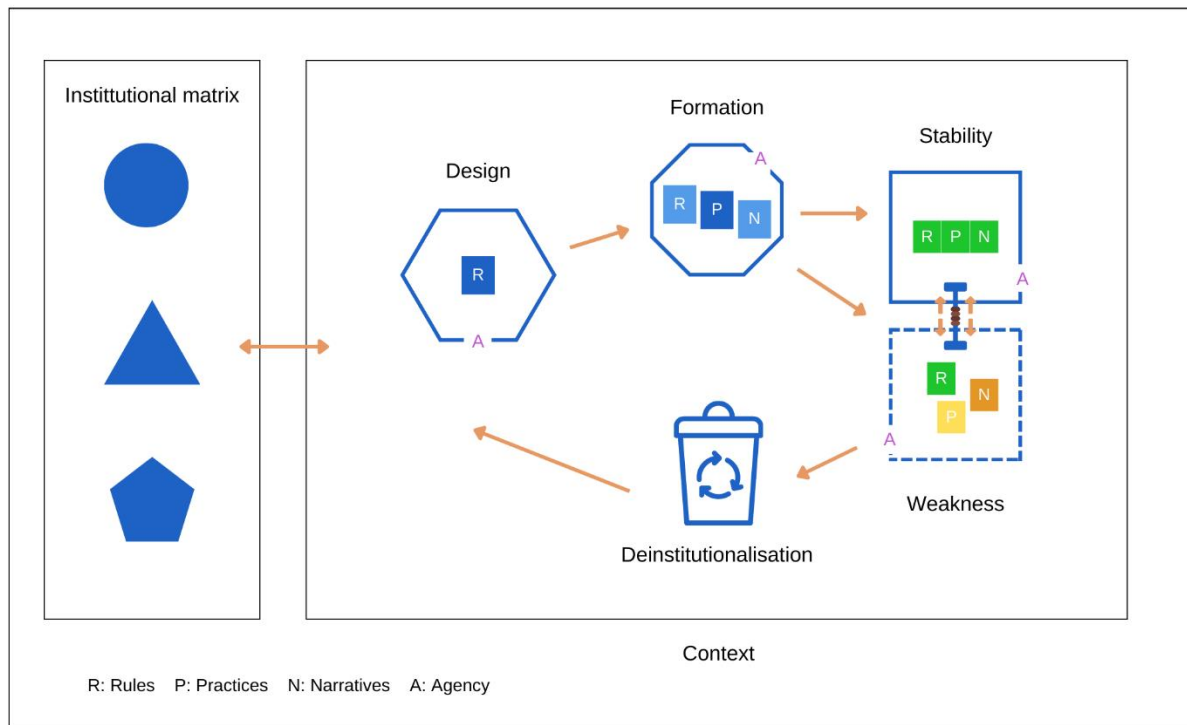 Instittutional matrix
Design
A
R
Formation
A
R P N
Stability
R P N
A
R
N
P
A
Weakness
Deinstitutionalisation
Context
R: Rules P: Practices N: Narratives A: Agency